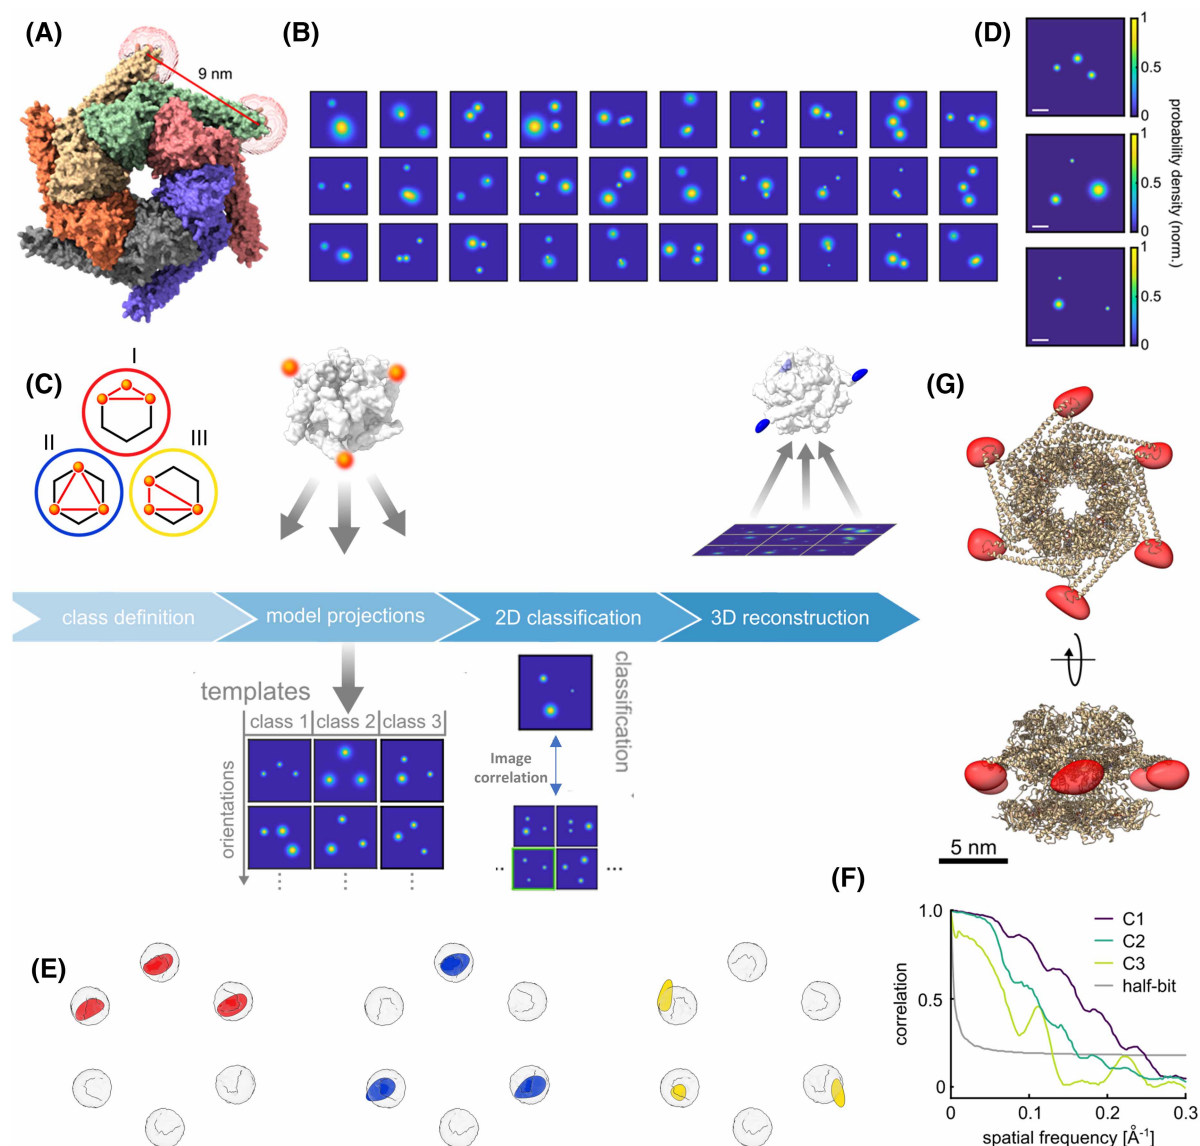 (A)
9 nm
(B)
(D)
1
0.5
0
1
0.5
0
1
0.5
0
probability density (norm.)
(C)
I
II
III
(G)
class definition
model projections
2D classification
3D reconstruction
templates
class 1
class 2
class 3
orientations
classification
Image
correlation
5 nm
(F)
1.0
0.5
0
correlation
C1
C2
C3
half-bit
0
0.1
0.2
0.3
spatial frequency [Å-1]
(E)